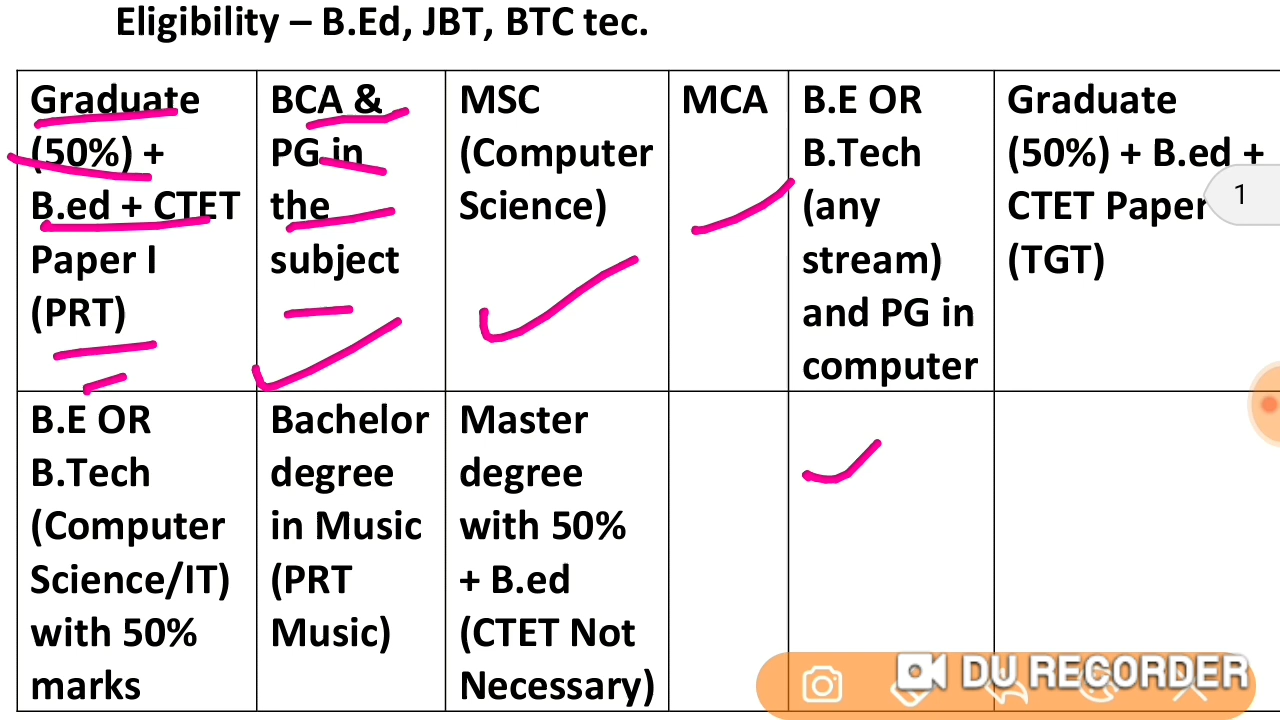 Eligibility – B.Ed, JBT, BTC tec.
Graduate
(50%) +
B.ed + CTET
Paper I
(PRT)
BCA &
PG in
the
subject
MSC
(Computer
Science)
MCA
B.E OR
B.Tech
(any
stream)
and PG in
computer
Graduate
(50%) + B.ed +
CTET Paper
(TGT)
1
B.E OR
B.Tech
(Computer
Science/IT)
with 50%
marks
Bachelor
degree
in Music
(PRT
Music)
Master
degree
with 50%
+ B.ed
(CTET Not
Necessary)
DU RECORDER